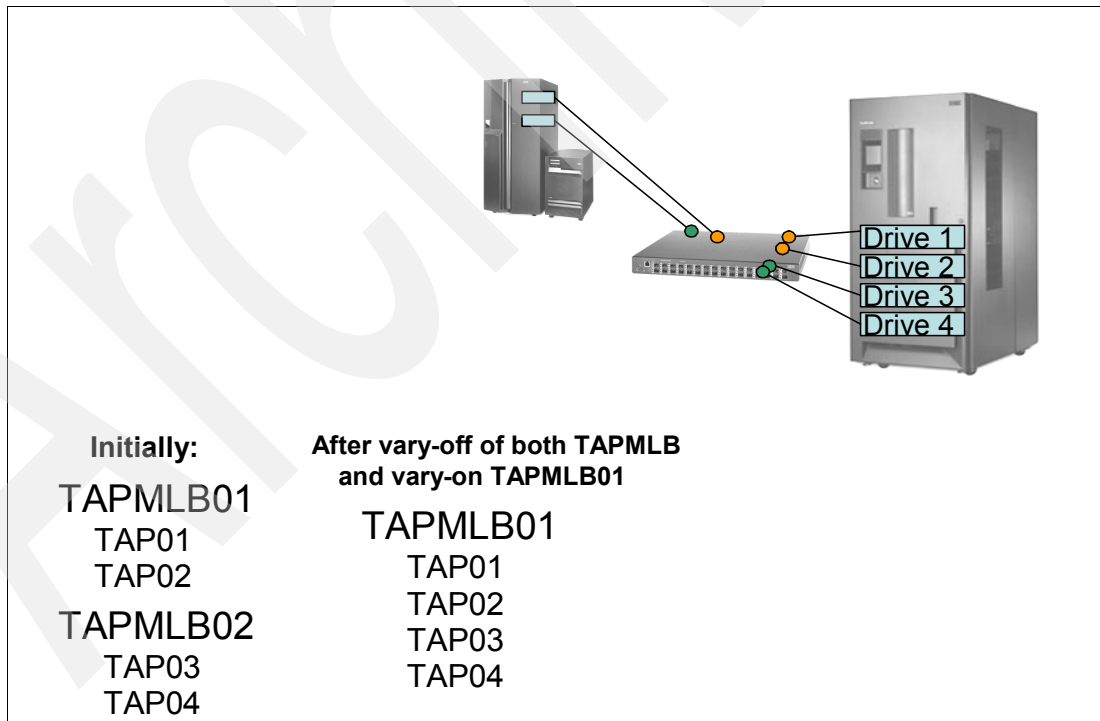 Drive 1
Drive 2
Drive 3
Drive 4
Initially:
TAPMLB01
TAP01
TAP02
TAPMLB02
TAP03
TAP04
After vary-off of both TAPMLB
and vary-on TAPMLB01
TAPMLB01
TAP01
TAP02
TAP03
TAP04